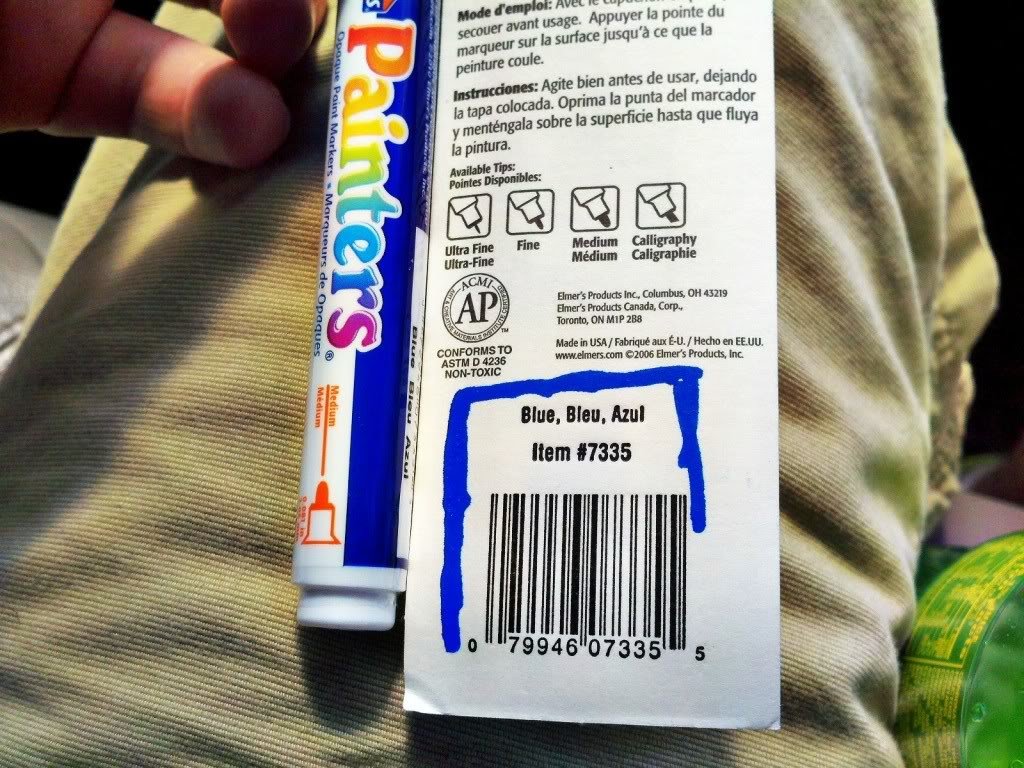 Painters
Opaque Paint Markers • Marqueurs de Opaques
®
Medium
Medium
Blue Bleu Azul
Mode d'emploi: Avec le
secouer avant usage. Appuyer la pointe du
marqueur sur la surface jusqu'à ce que la
peinture coule.
Instrucciones: Agite bien antes de usar, dejando
la tapa colocada. Oprima la punta del marcador
y menténgala sobre la superficie hasta que fluya
la pintura.
Available Tips:
Pointes Disponibles:
Ultra Fine
Ultra-Fine
Fine
Medium
Médium
Calligraphy
Caligraphie
ACMI
AP
TM
CONFORMS TO
ASTM D 4236
NON-TOXIC
Elmer's Products Inc., Columbus, OH 43219
Elmer's Products Canada, Corp.,
Toronto, ON M1P 2B8
Made in USA / Fabriqué aux É-U. / Hecho en EE.UU.
www.elmers.com ©2006 Elmer's Products, Inc.
Blue, Bleu, Azul
Item #7335
0 79946 07335 5